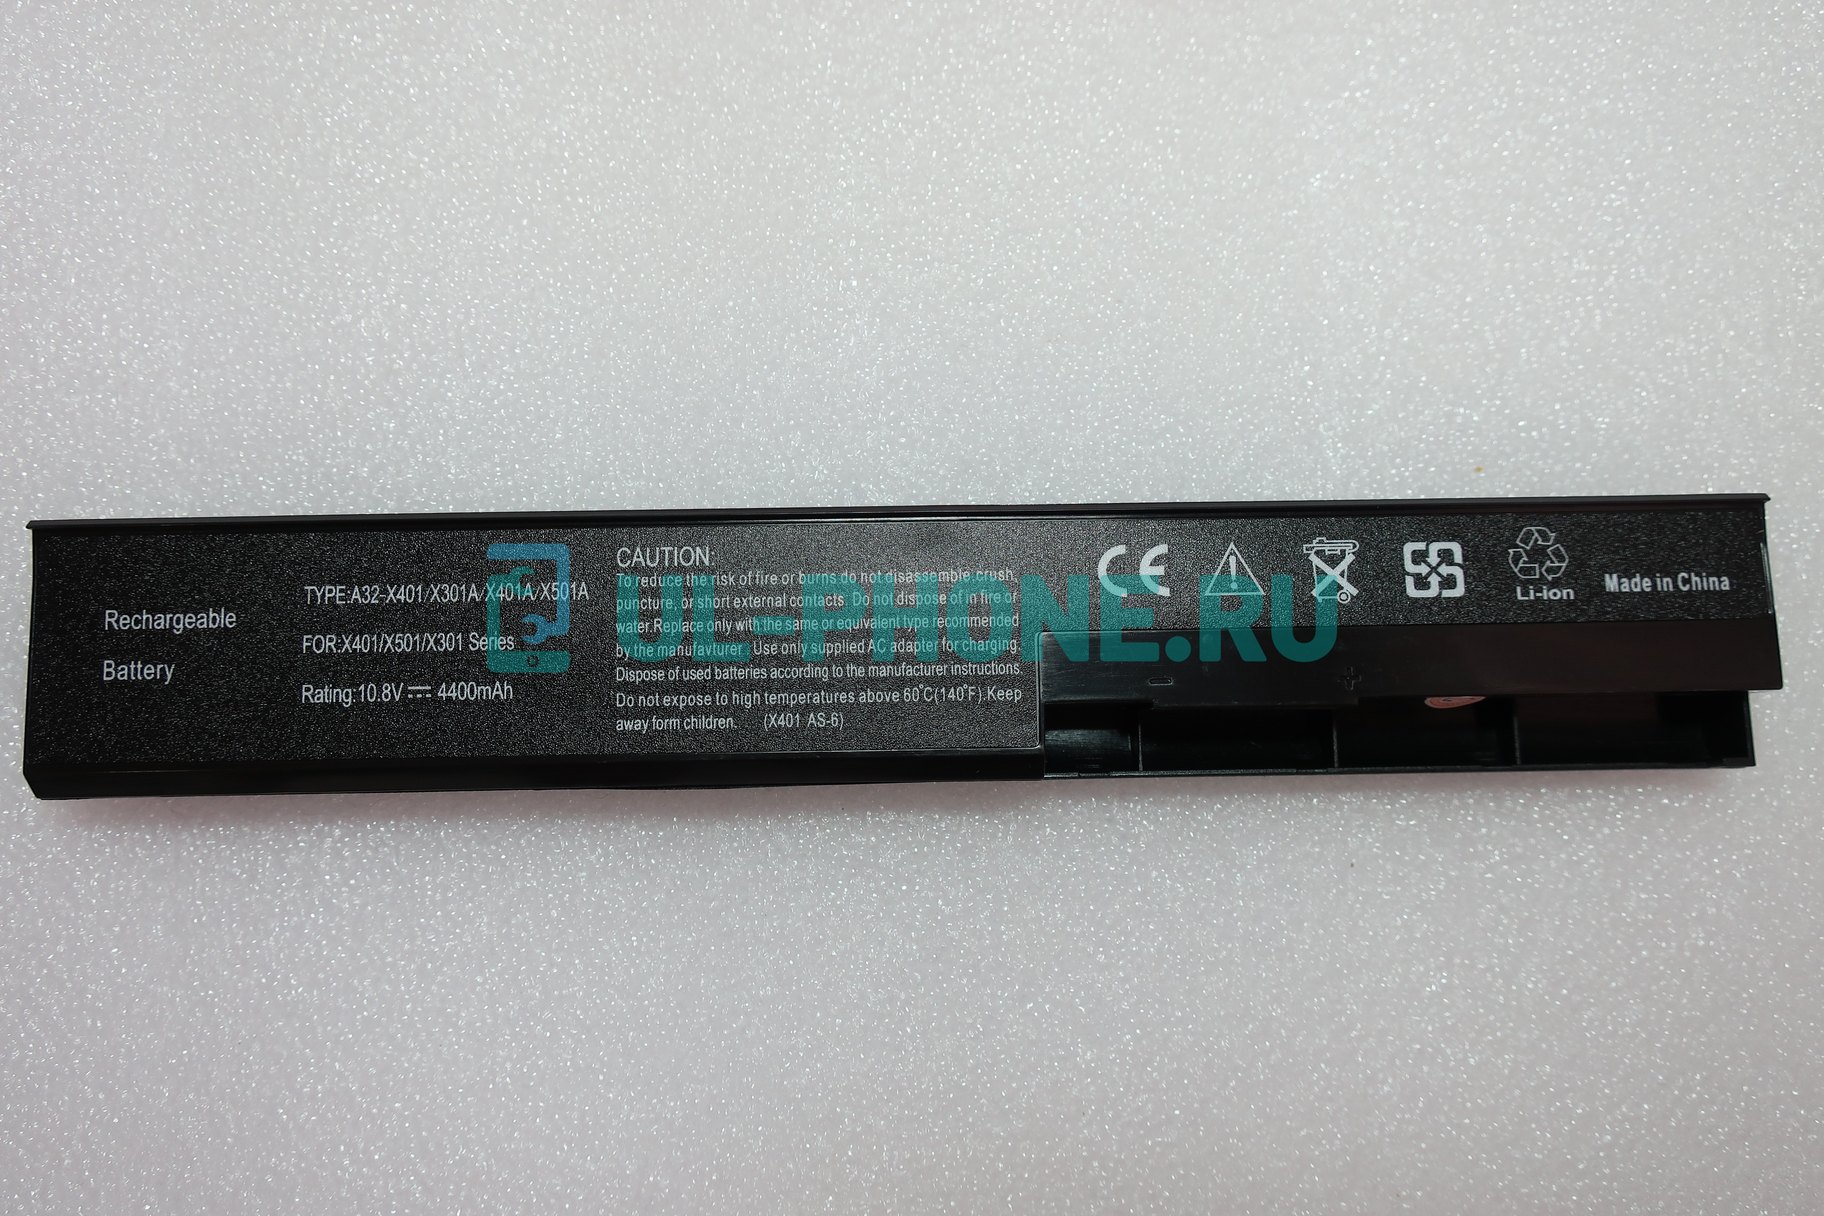 Rechargeable
Battery
TYPE:A32-X401/X301A/X401A/X501A
FOR:X401/X501/X301 Series
Rating:10.8V 4400mAh
CAUTION:
To reduce the risk of fire or burns do not disassemble.crush,
puncture, or short external contacts. Do not dispose of in fire or
water.Replace only with the same or equivalent type recommended
by the manufavturer . Use only supplied AC adapter for charging.
Dispose of used batteries according to the manufacturer instructions.
Do not expose to high temperatures above 60°C(140°F).Keep
away form children. (X401 AS-6)
CE
Li-ion
Made in China
- +
UL-PHONE.RU